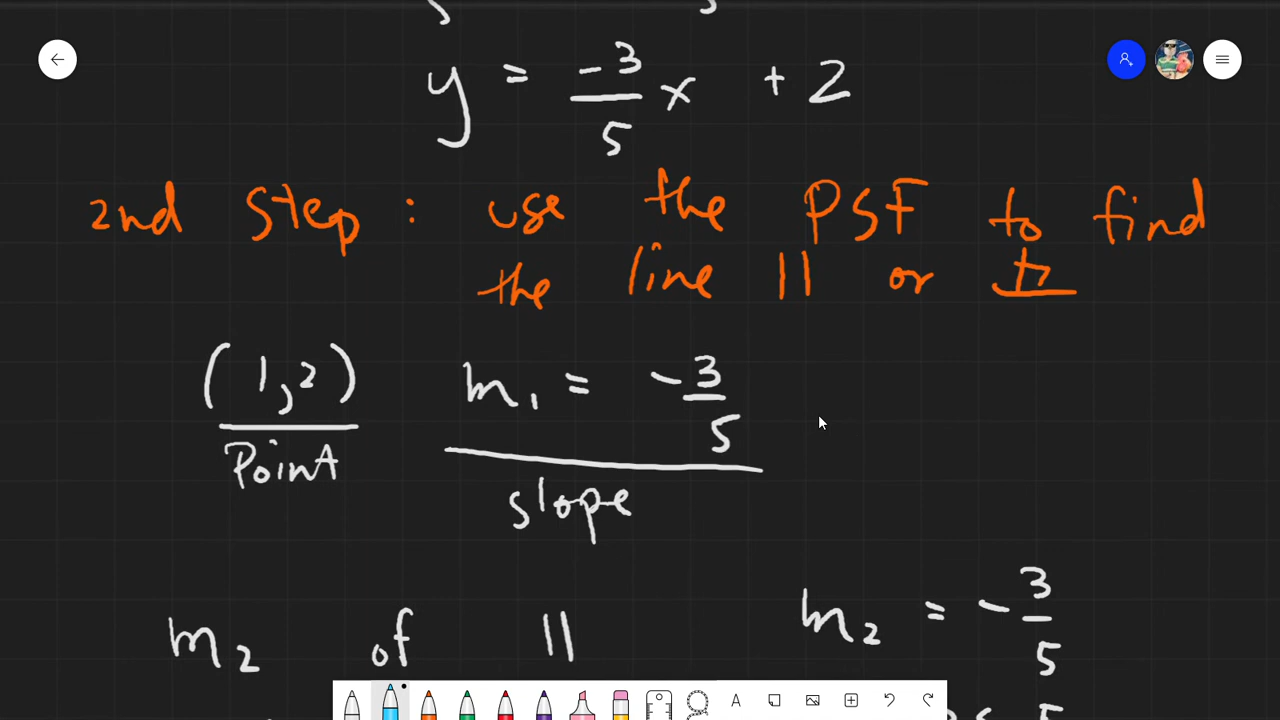 y = -3/5 x + 2
2nd step : use the PSF to find
the line || or ⊥
(1,2) m₁ = -3/5
Point slope
m₂ of || m₂ = -3/5
A